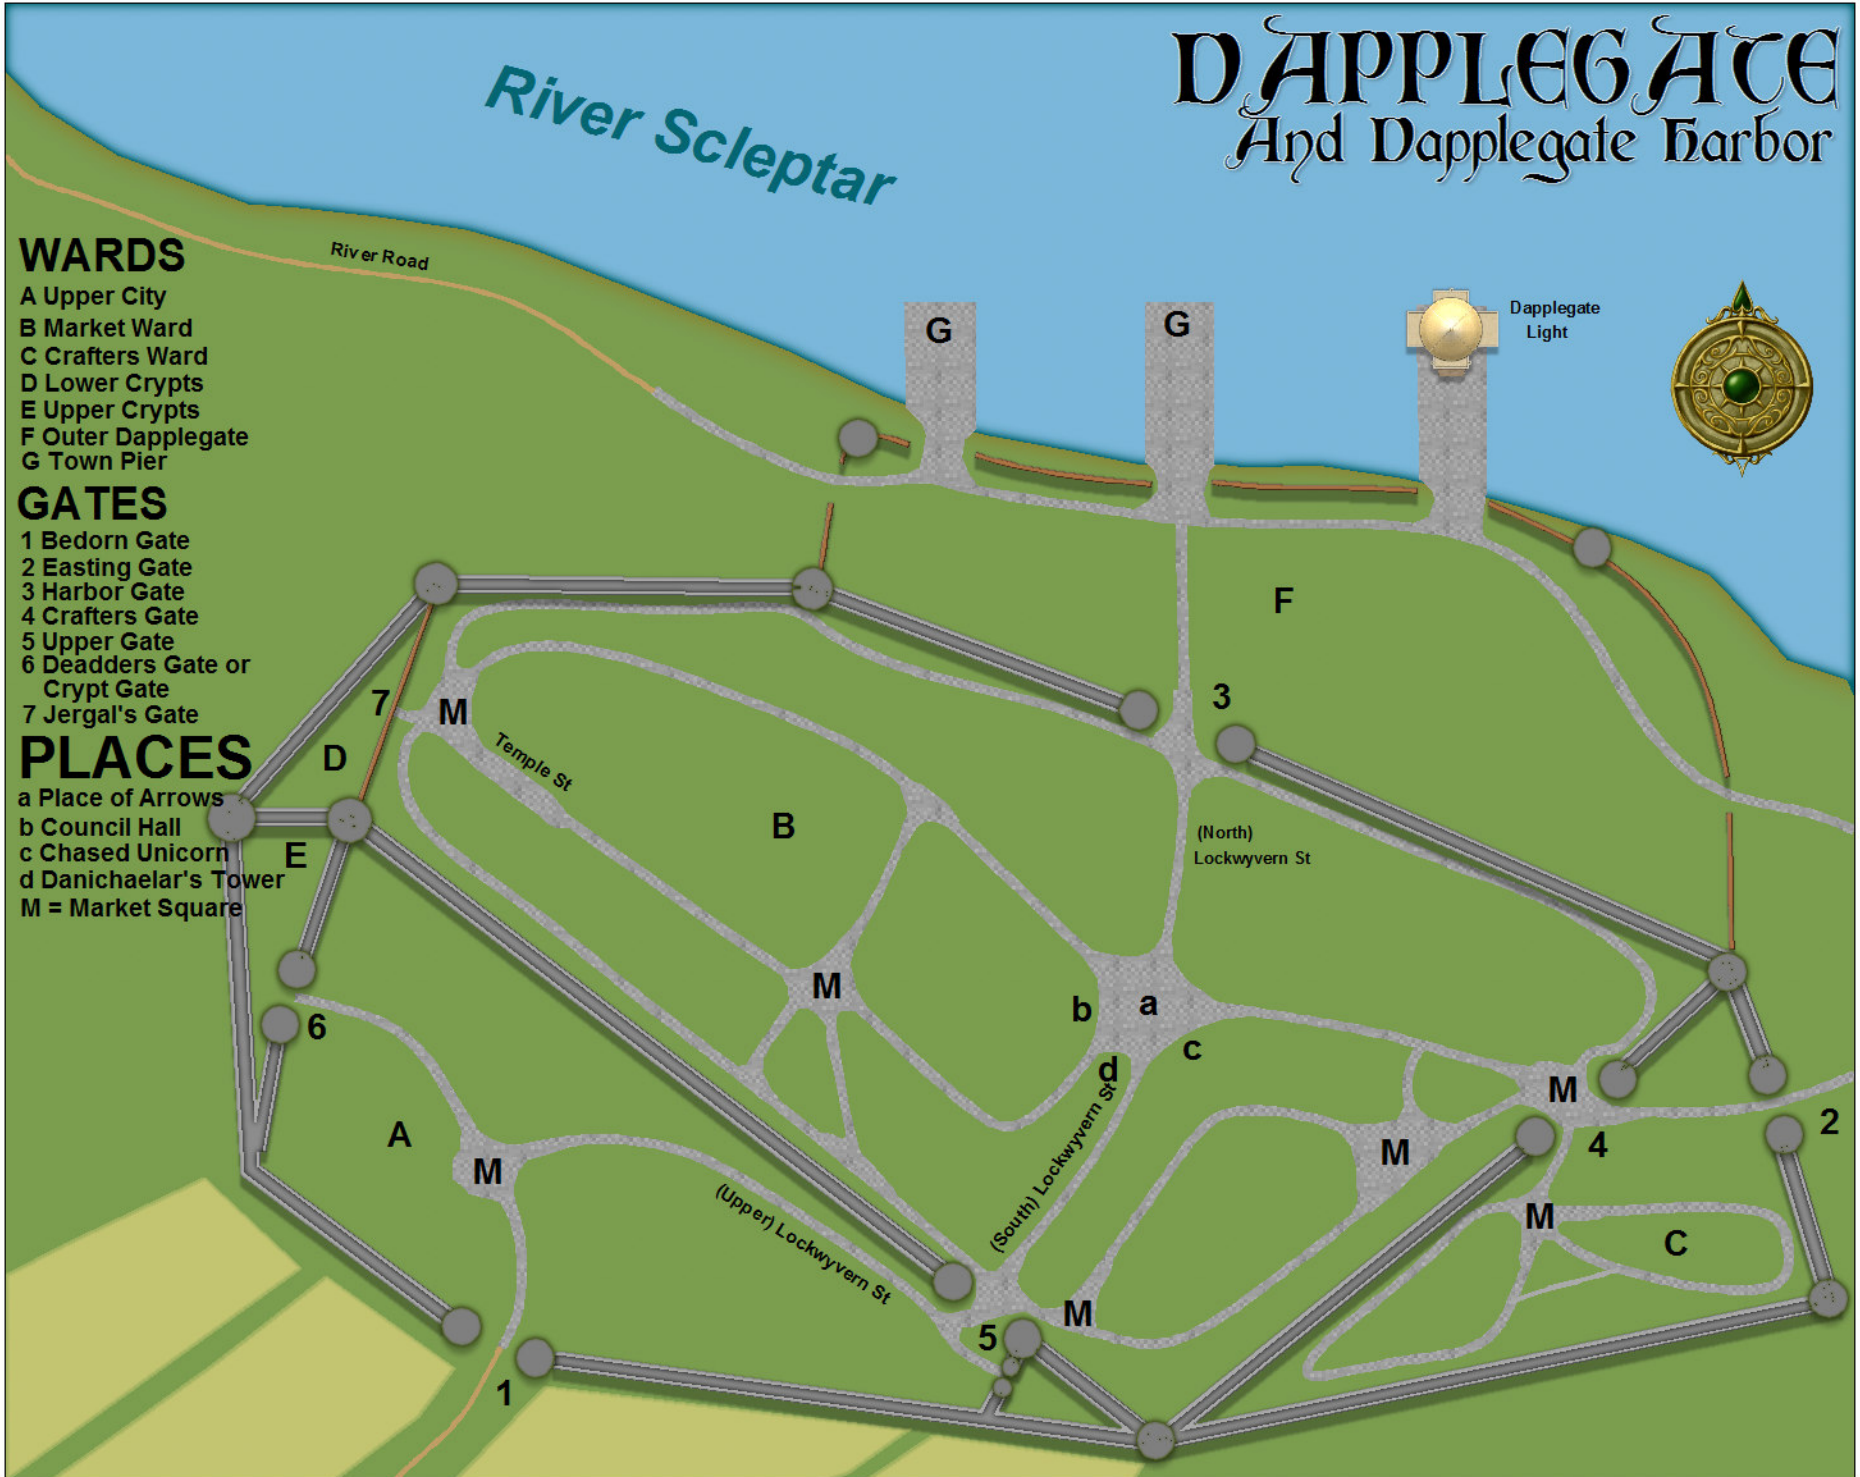 DAPPLEGATE
And Dapplegate Harbor
River Scleptar
River Road
Dapplegate
Light
WARDS
A Upper City
B Market Ward
C Crafters Ward
D Lower Crypts
E Upper Crypts
F Outer Dapplegate
G Town Pier
GATES
1 Bedorn Gate
2 Easting Gate
3 Harbor Gate
4 Crafters Gate
5 Upper Gate
6 Deadders Gate or
Crypt Gate
7 Jergal's Gate
PLACES
a Place of Arrows
b Council Hall
c Chased Unicorn
d Danichaelar's Tower
M = Market Square
G
G
F
3
7
M
Temple St
D
B
E
(North)
Lockwyvern St
M
b
a
c
d
6
A
M
(Upper) Lockwyvern St
(South) Lockwyvern St
M
4
2
M
M
C
M
5
1